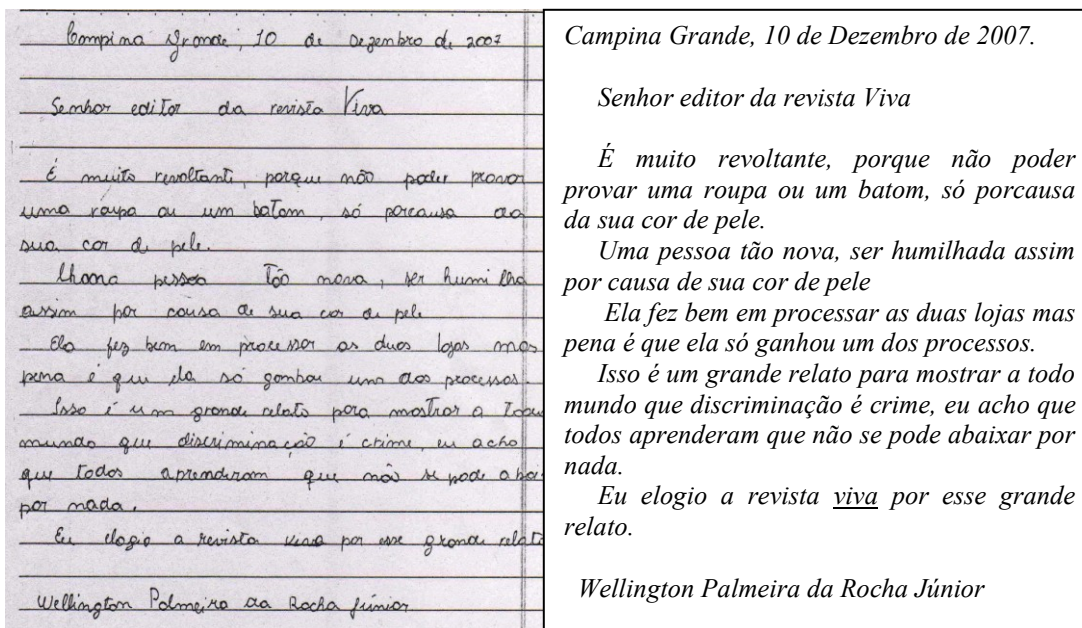 Campina Grande, 10 de Dezembro de 2007
Senhor editor da revista Viva
É muito revoltante, porque não poder provar
uma roupa ou um batom, só porcausa da
sua cor de pele.
Uma pessoa tão nova, ser humilha
assim por causa de sua cor de pele
Ela fez bem em processar as duas lojas mas
pena é que ela só ganhou um dos processos.
Isso é um grande relato para mostrar a todo
mundo que discriminação é crime, eu acho
que todos aprenderam que não se pode aba
por nada.
Eu elogio a revista viva por esse grande relato
Wellington Palmeira da Rocha Júnior
Campina Grande, 10 de Dezembro de 2007.
Senhor editor da revista Viva
É muito revoltante, porque não poder
provar uma roupa ou um batom, só porcausa
da sua cor de pele.
Uma pessoa tão nova, ser humilhada assim
por causa de sua cor de pele
Ela fez bem em processar as duas lojas mas
pena é que ela só ganhou um dos processos.
Isso é um grande relato para mostrar a todo
mundo que discriminação é crime, eu acho que
todos aprenderam que não se pode abaixar por
nada.
Eu elogio a revista viva por esse grande
relato.
Wellington Palmeira da Rocha Júnior